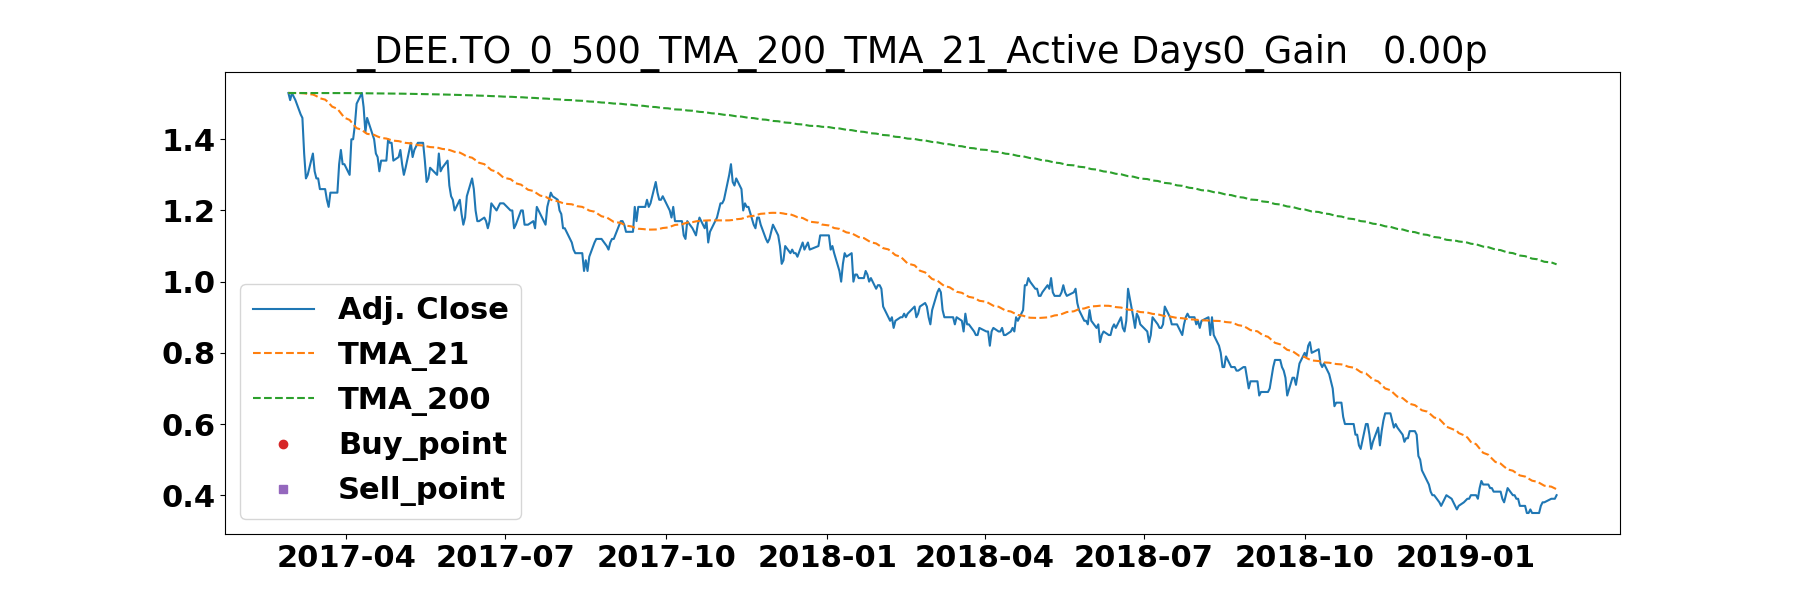 _DEE.TO_0_500_TMA_200_TMA_21_Active Days0_Gain   0.00p
1.4
1.2
1.0
0.8
0.6
0.4
Adj. Close
TMA_21
TMA_200
Buy_point
Sell_point
2017-04 2017-07 2017-10 2018-01 2018-04 2018-07 2018-10 2019-01